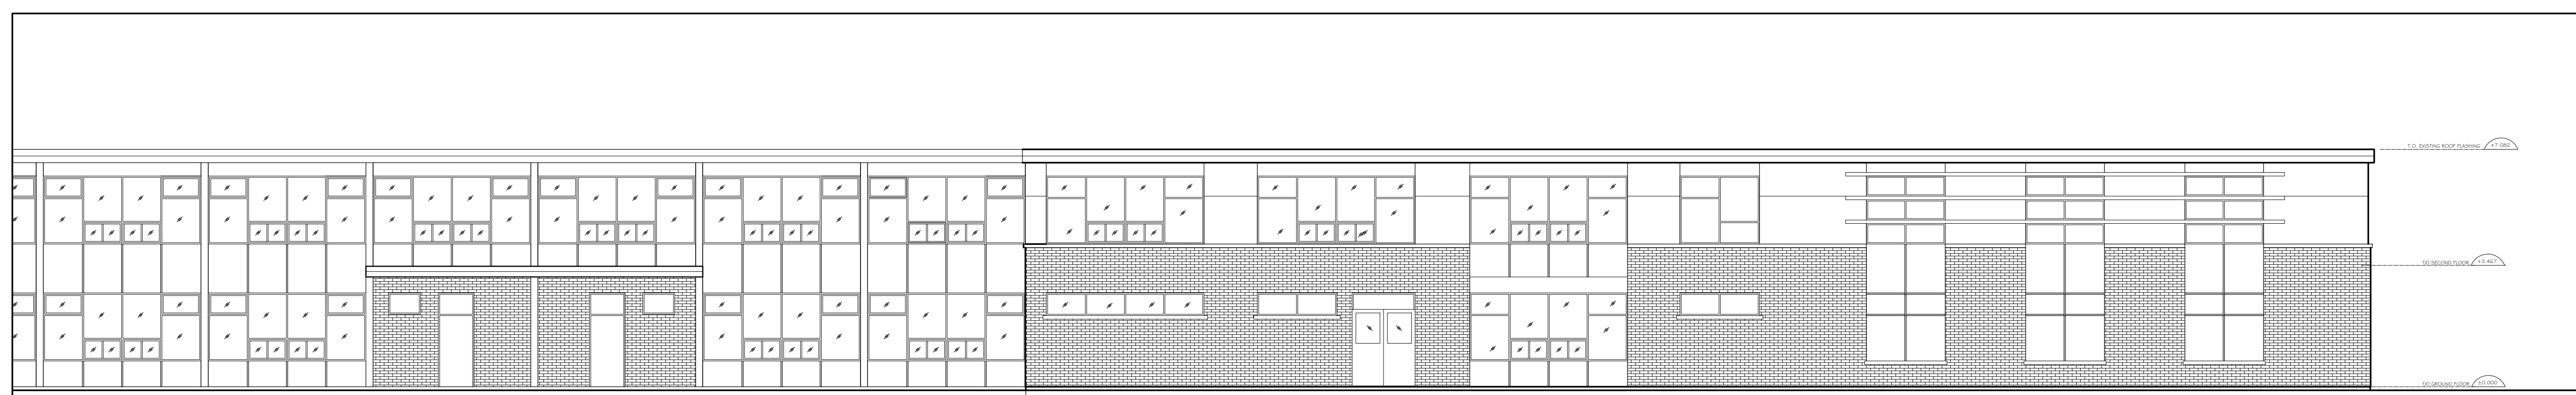 T.O. EXISTING ROOF FLASHING +7.082
T/O SECOND FLOOR +3.467
T/O GROUND FLOOR ±0.000